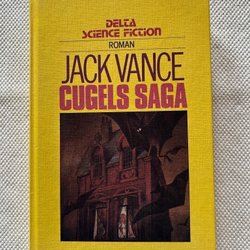 DELTA
SCIENCE FICTION
ROMAN
JACK VANCE
CUGELS SAGA